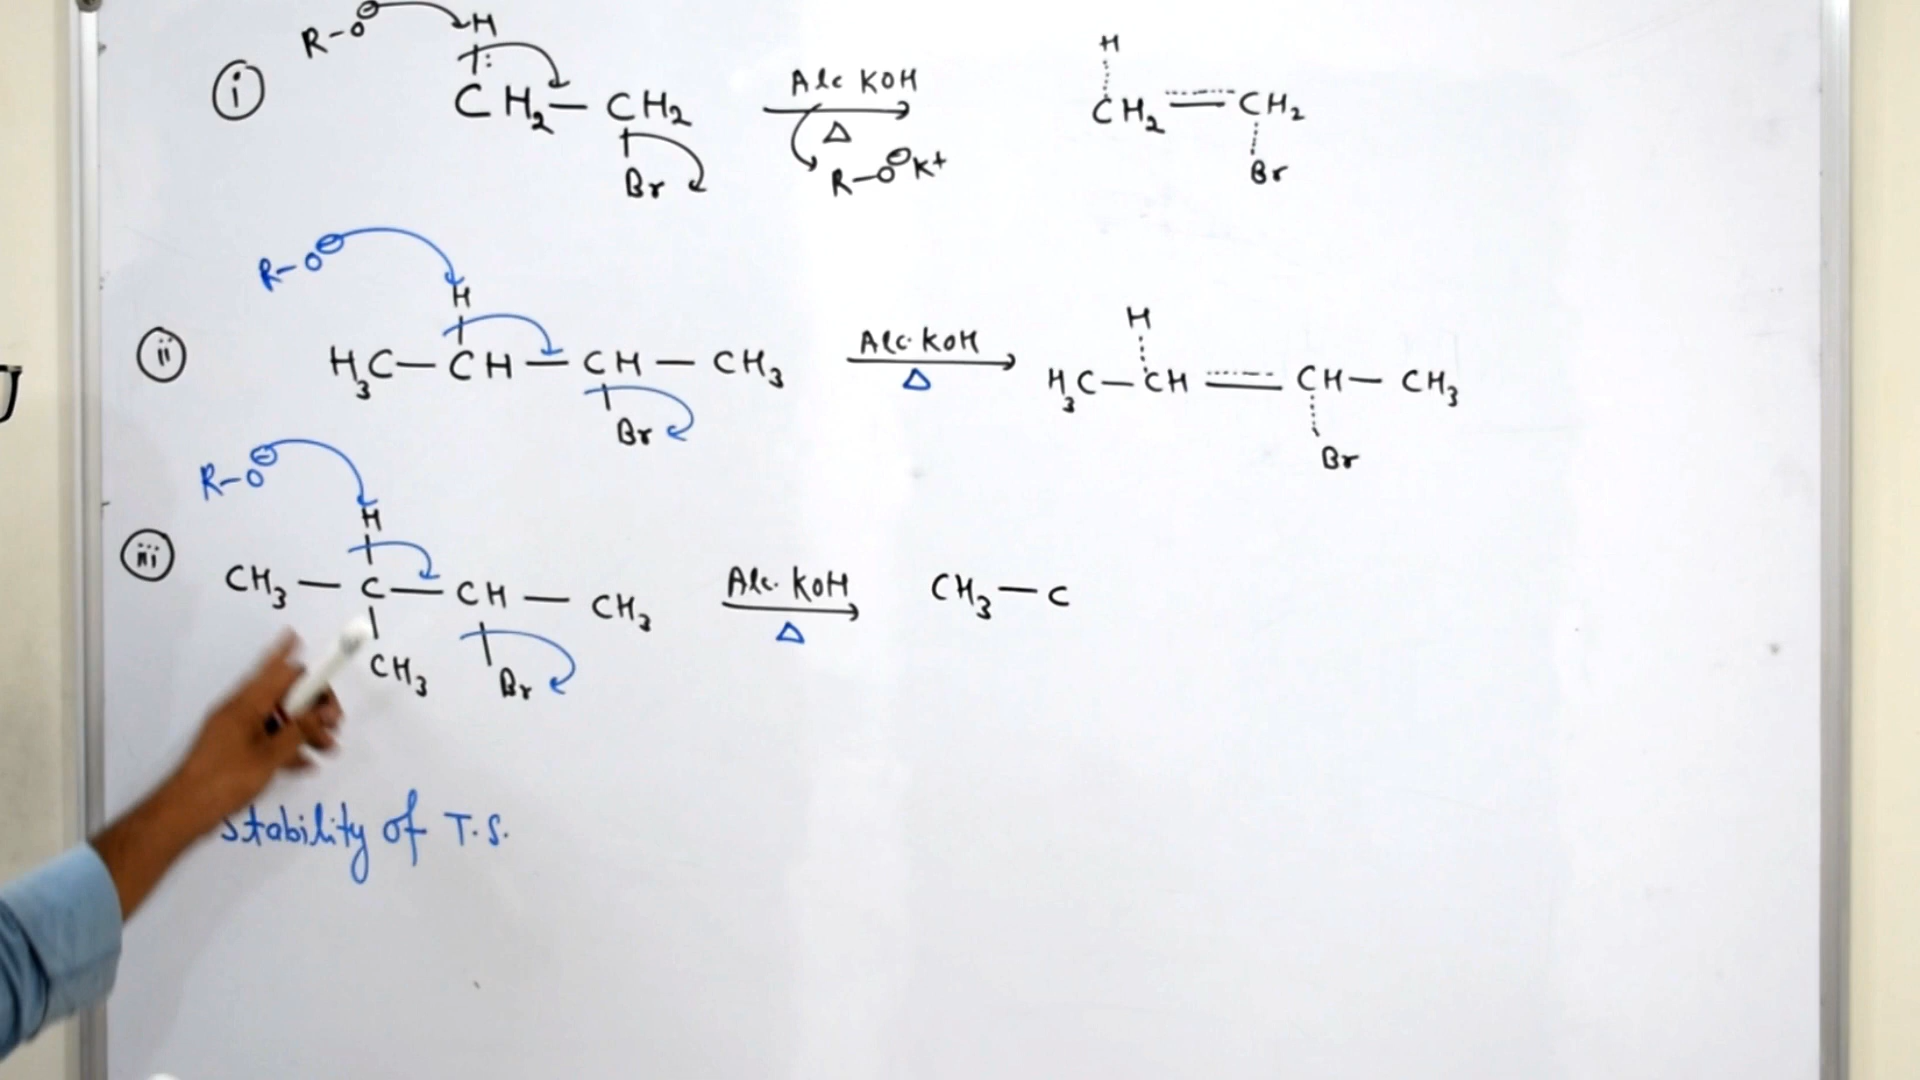 R-O⊖ H H
(i) CH₂—CH₂ Alc KOH CH₂=CH₂
Br Δ R-O⊖K+ Br
R-O⊖
H H
(ii) H₃C—CH—CH—CH₃ Alc. KOH H₃C—CH=CH—CH₃
Br Δ Br
R-O⊖
H
(iii) CH₃—C—CH—CH₃ Alc. KOH CH₃—C
CH₃ Br Δ
Stability of T.S.